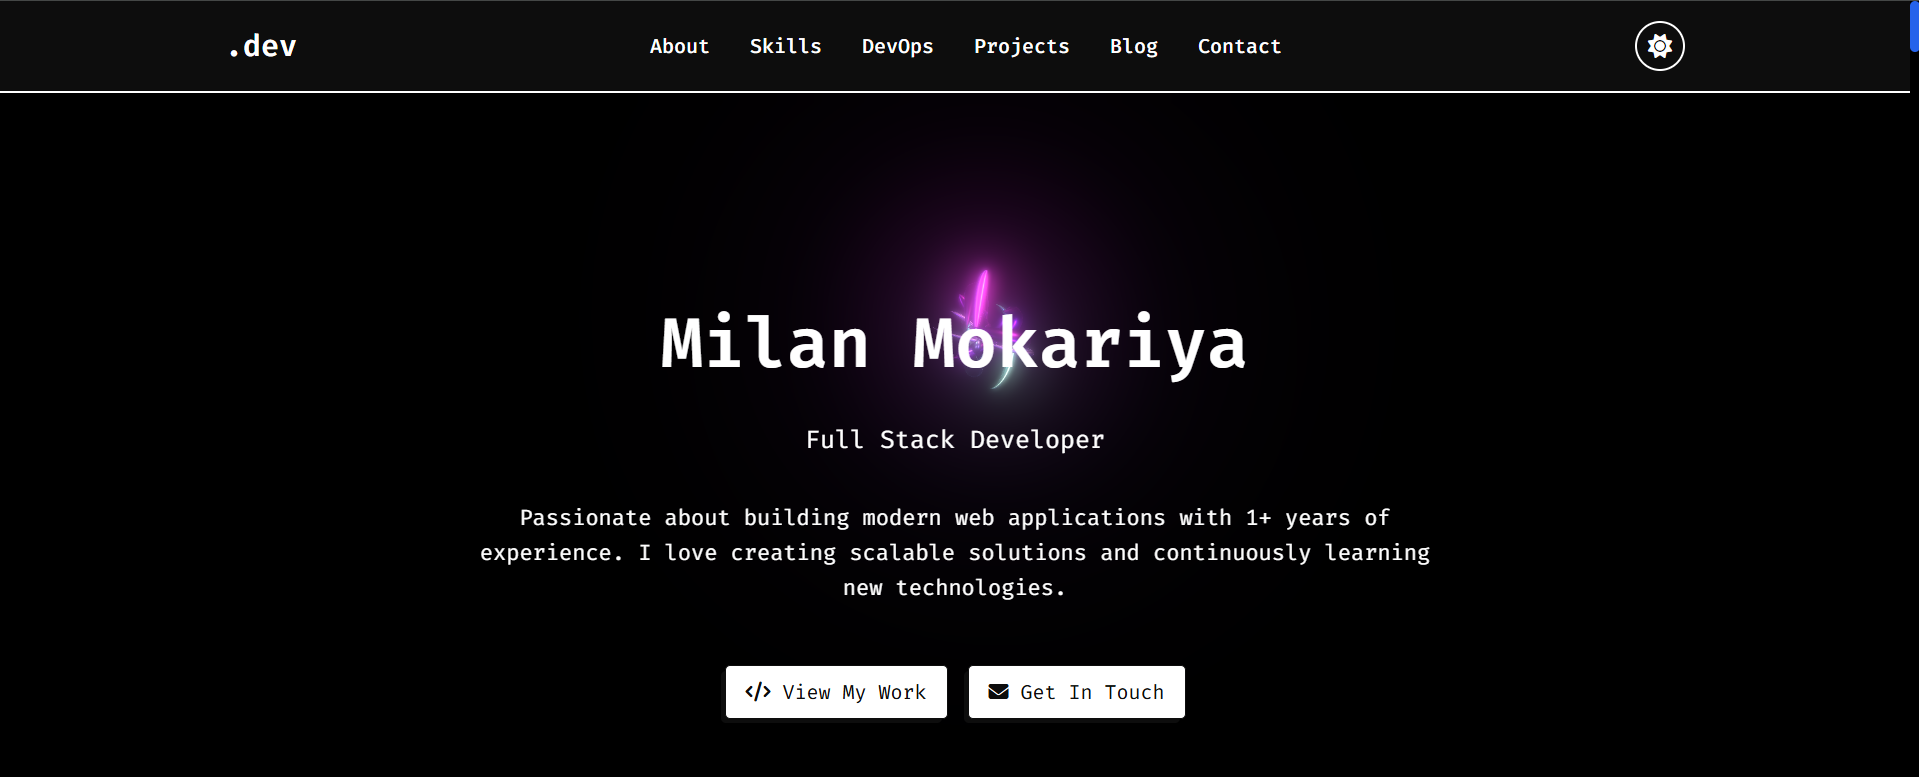 .dev
About Skills DevOps Projects Blog Contact
Milan Mokariya
Full Stack Developer
Passionate about building modern web applications with 1+ years of
experience. I love creating scalable solutions and continuously learning
new technologies.
</> View My Work
Get In Touch